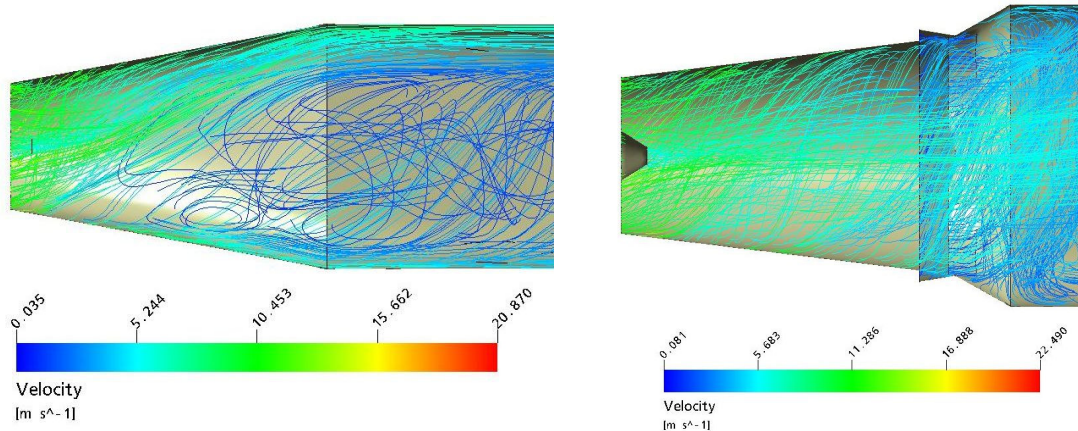 0.035 5.244 10.453 15.662 20.870
Velocity
[m s^-1]
0.081 5.683 11.286 16.888 22.490
Velocity
[m s^-1]